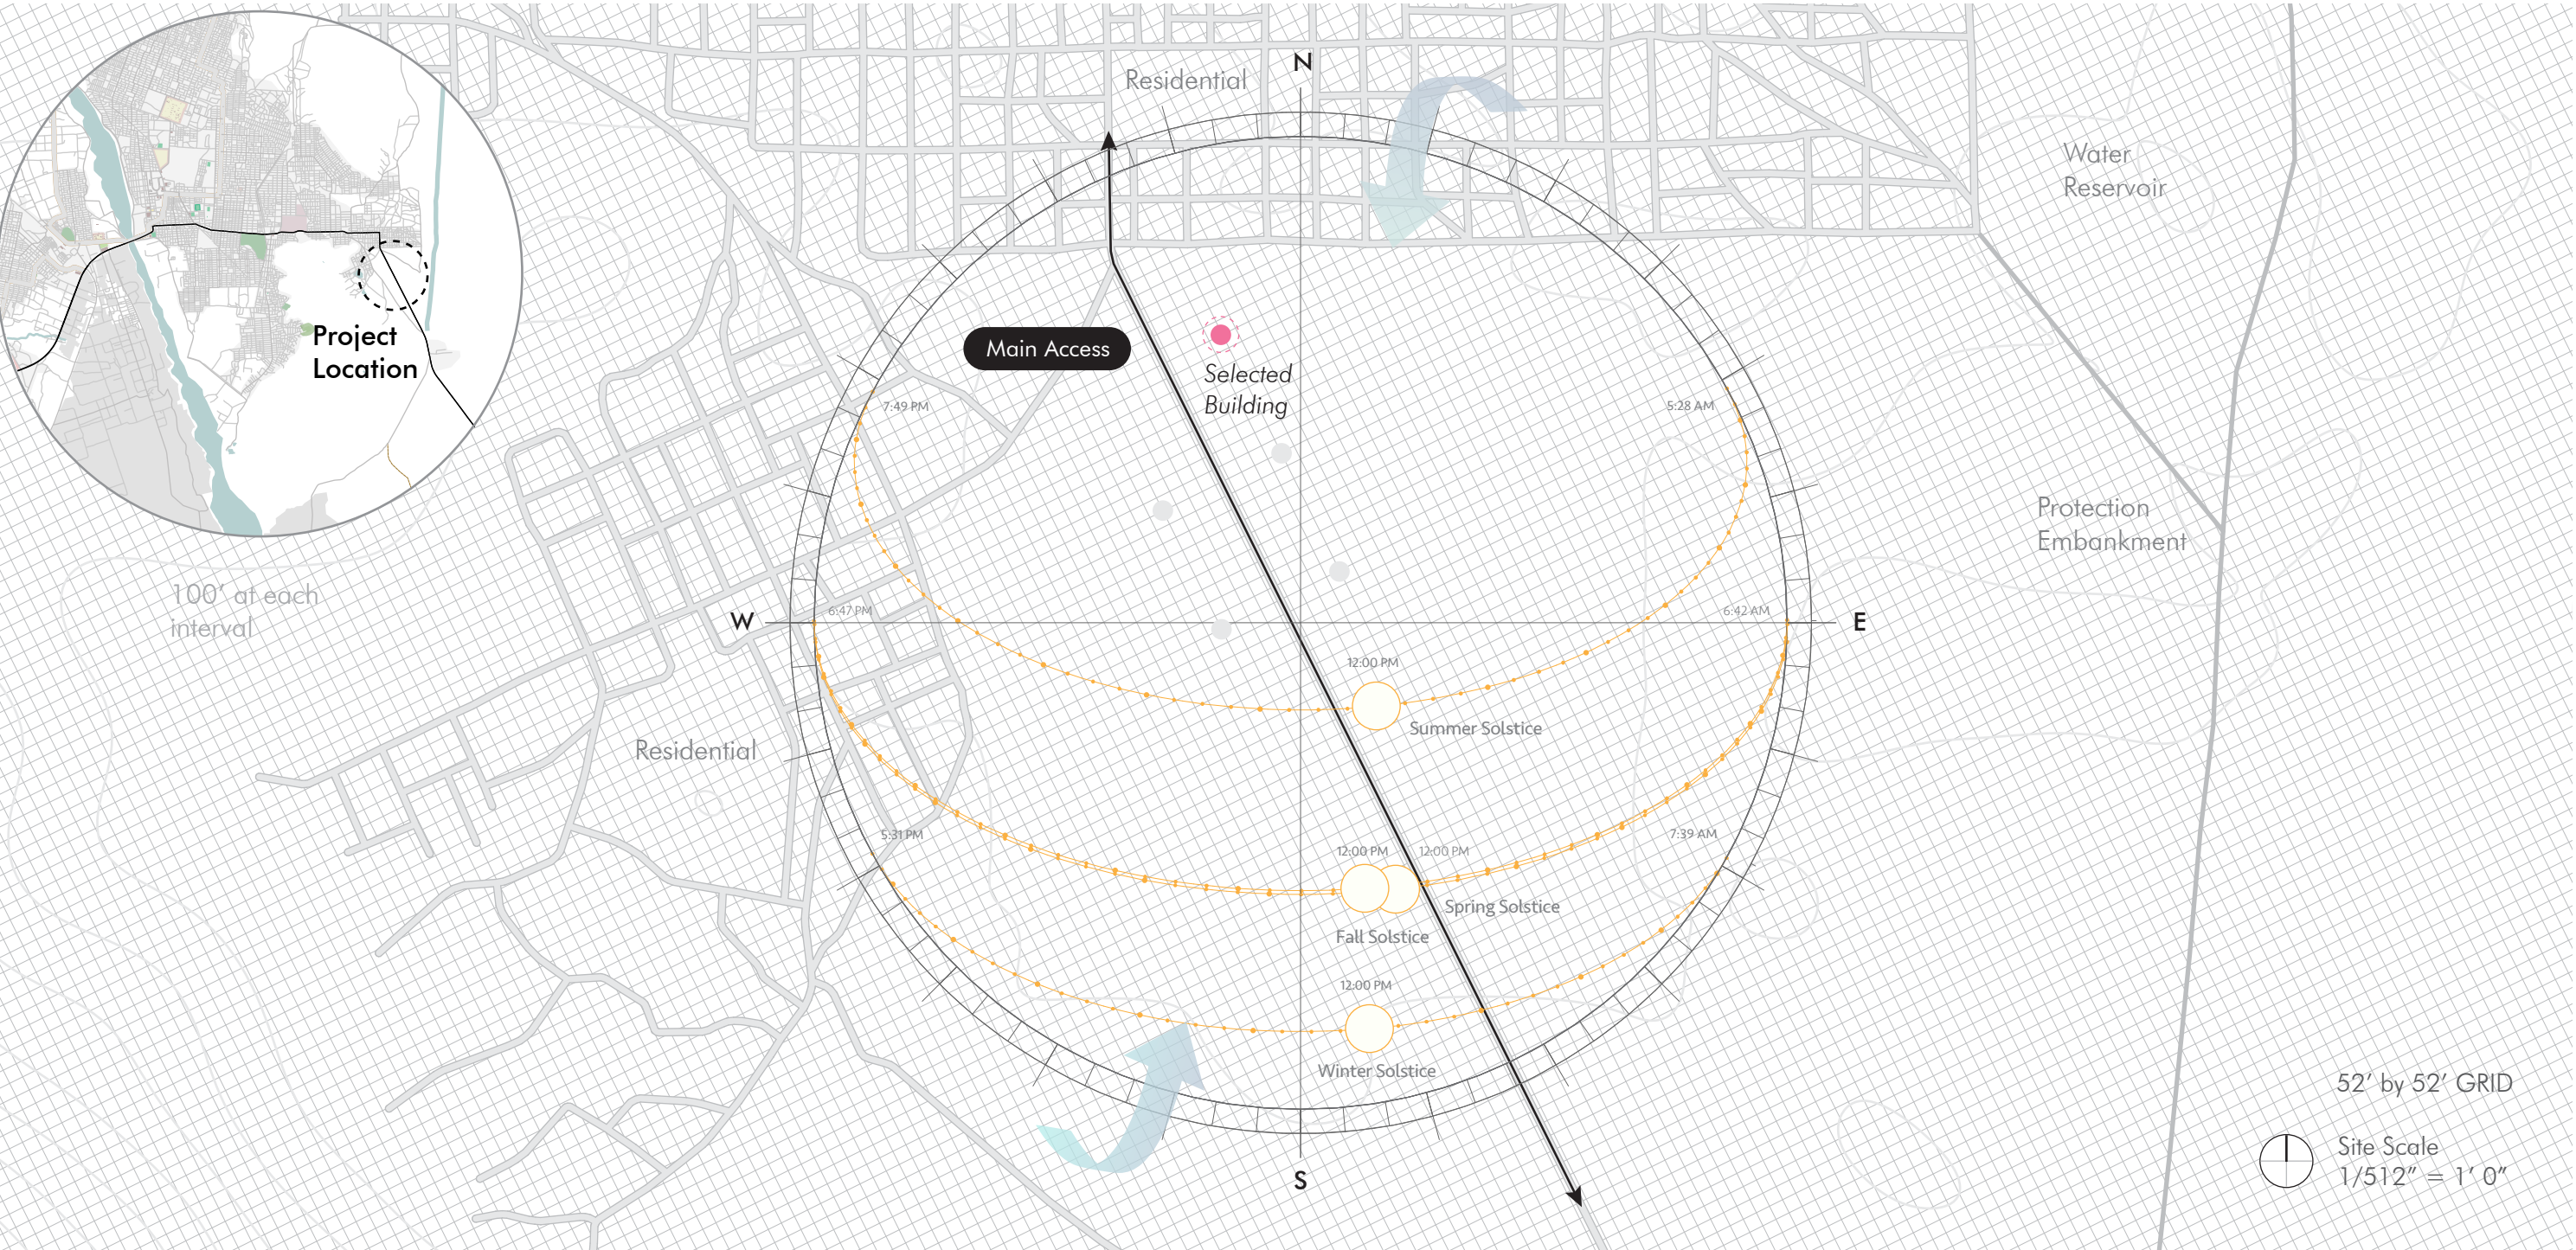 N
Residential
Water
Reservoir
Project
Location
Main Access
Selected
Building
7:49 PM
5:28 AM
Protection
Embankment
100’ at each
interval
6:47 PM
6:42 AM
W
E
12:00 PM
Summer Solstice
Residential
5:31 PM
7:39 AM
12:00 PM
12:00 PM
Spring Solstice
Fall Solstice
12:00 PM
Winter Solstice
52’ by 52’ GRID
Site Scale
1/512” = 1’ 0”
S